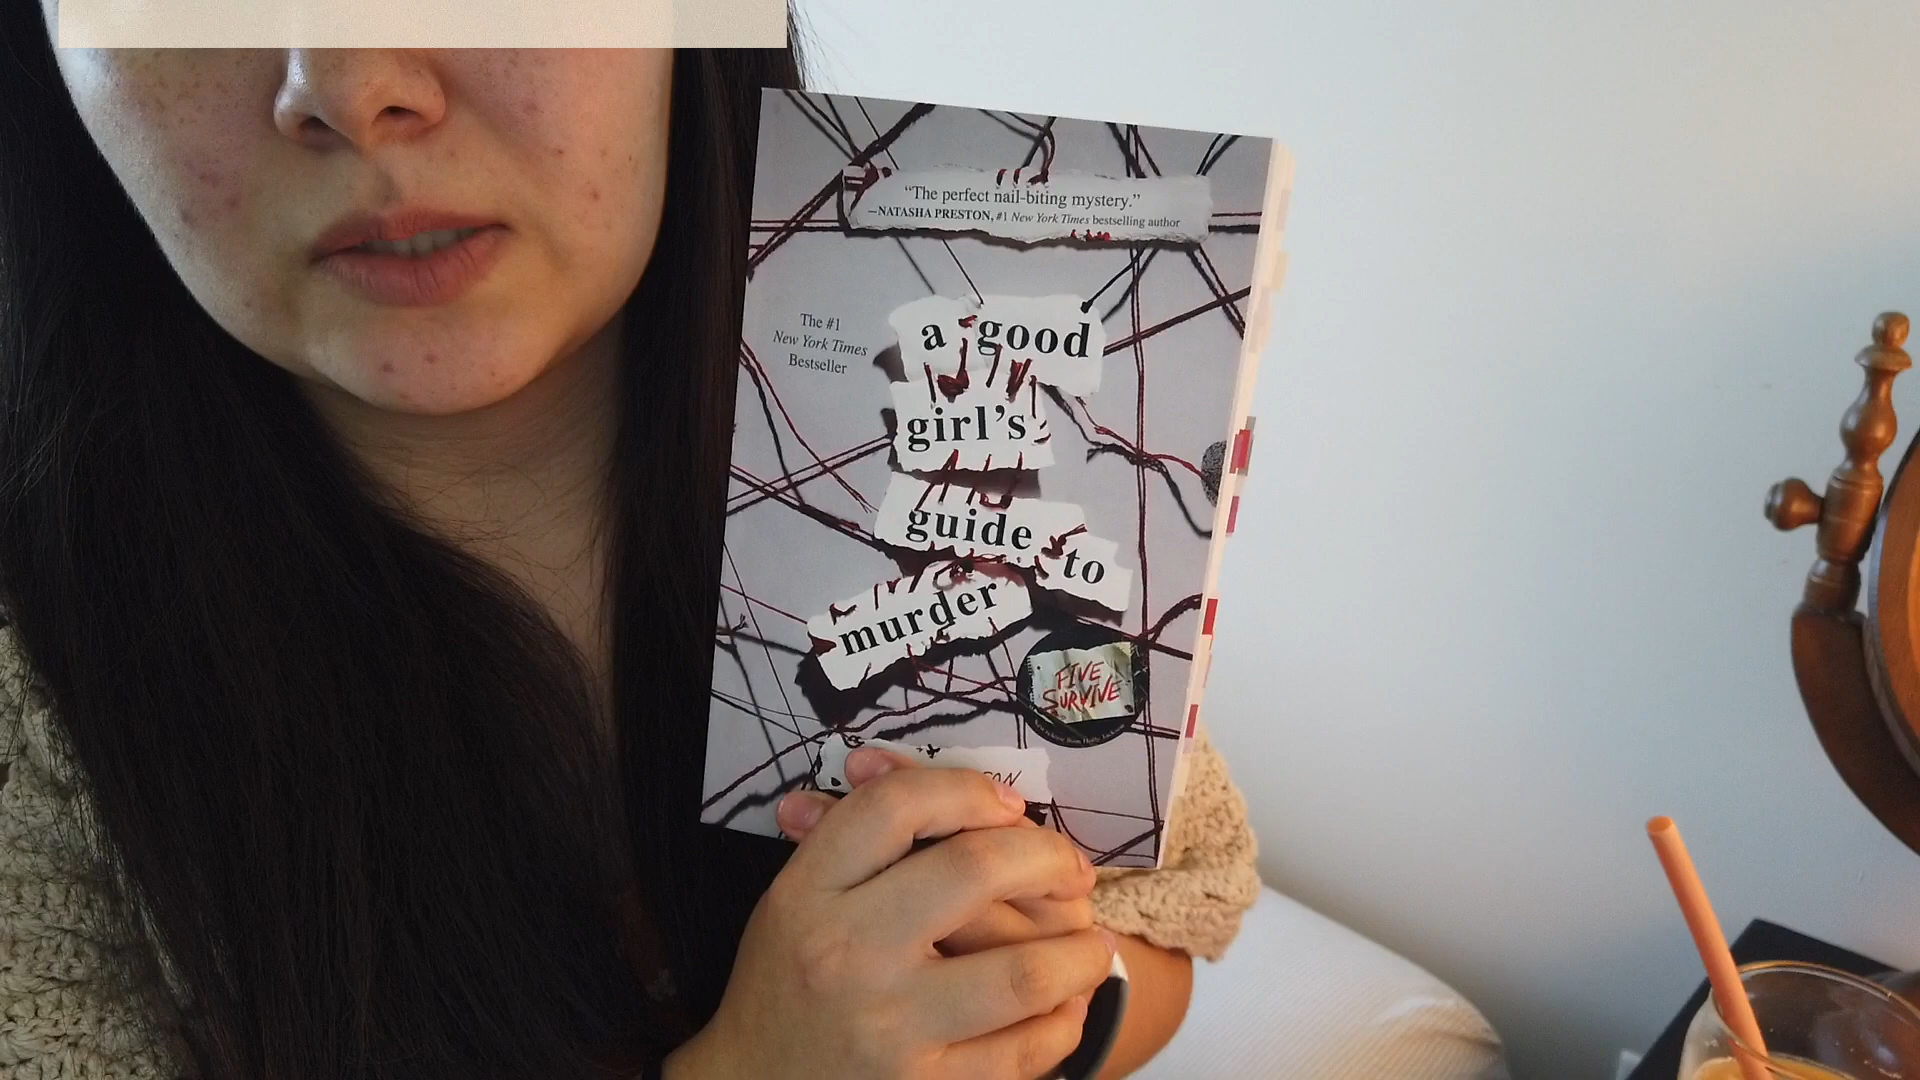 “The perfect nail-biting mystery.”
—NATASHA PRESTON, #1 New York Times bestselling author
The #1
New York Times
Bestseller
a good
girl’s
guide to
murder
FIVE
SURVIVE